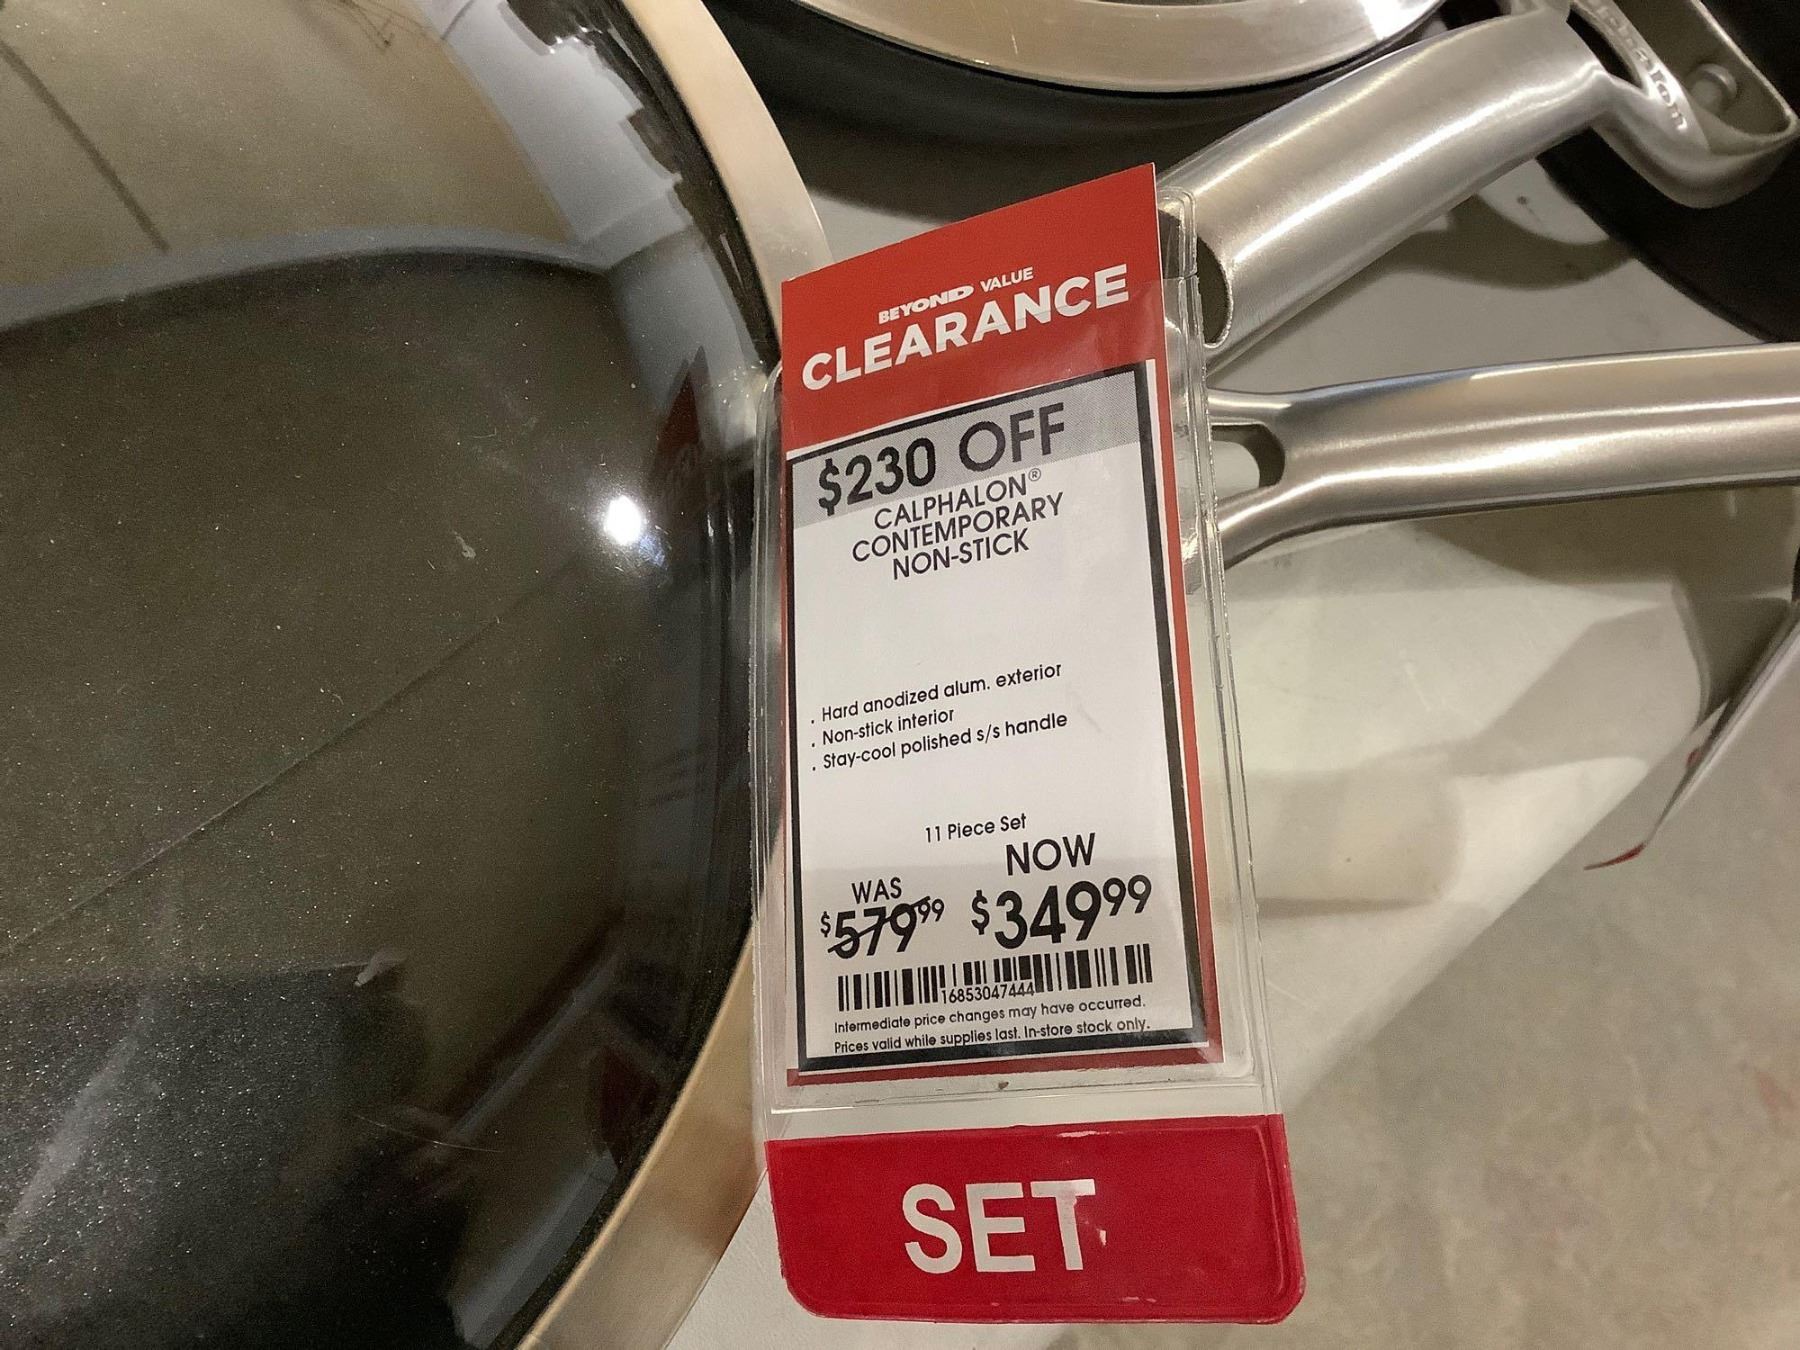 Calphalon
BEYOND VALUE
CLEARANCE
$230 OFF
CALPHALON®
CONTEMPORARY
NON-STICK
. Hard anodized alum. exterior
. Non-stick interior
. Stay-cool polished s/s handle
11 Piece Set
NOW
WAS
$579.99 $349.99
16853047444
Intermediate price changes may have occurred.
Prices valid while supplies last. In-store stock only.
SET